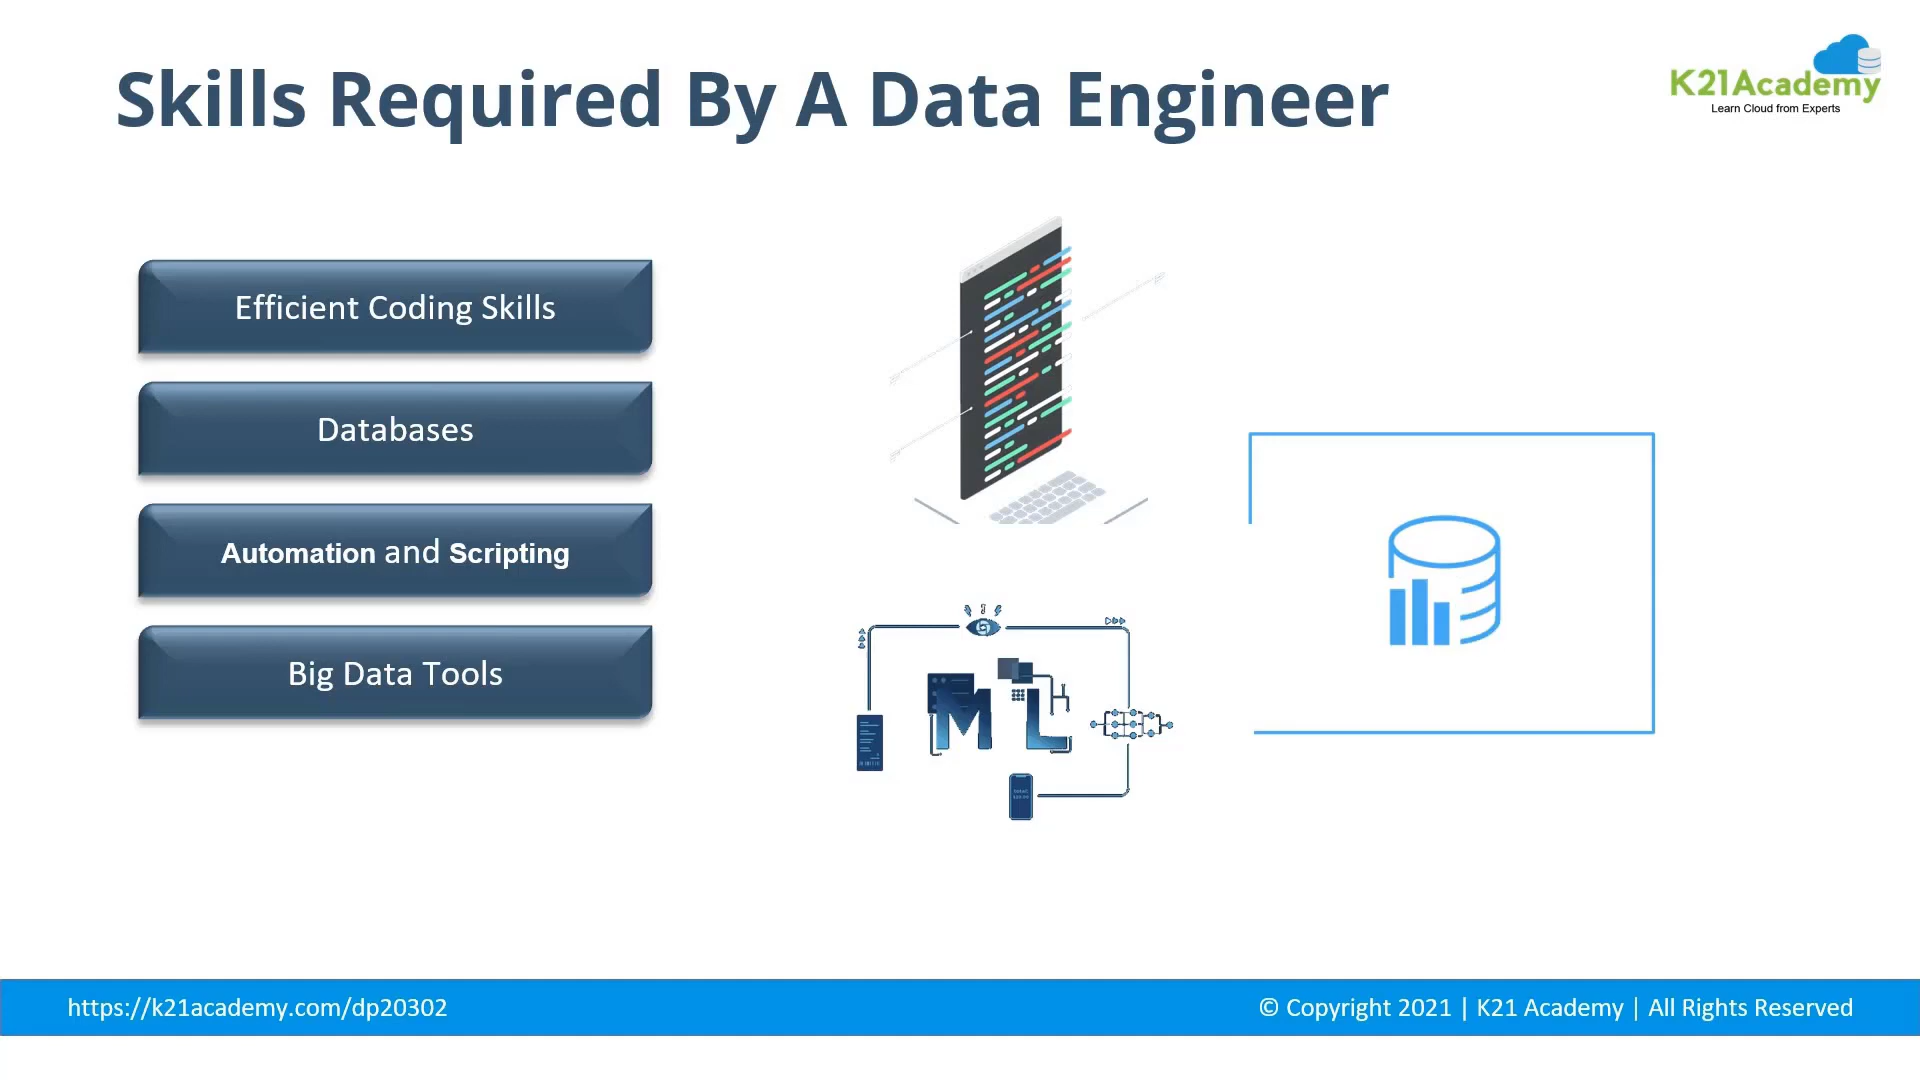 Skills Required By A Data Engineer
K21Academy
Learn Cloud from Experts
Efficient Coding Skills
Databases
Automation and Scripting
Big Data Tools
ML
https://k21academy.com/dp20302
© Copyright 2021 | K21 Academy | All Rights Reserved